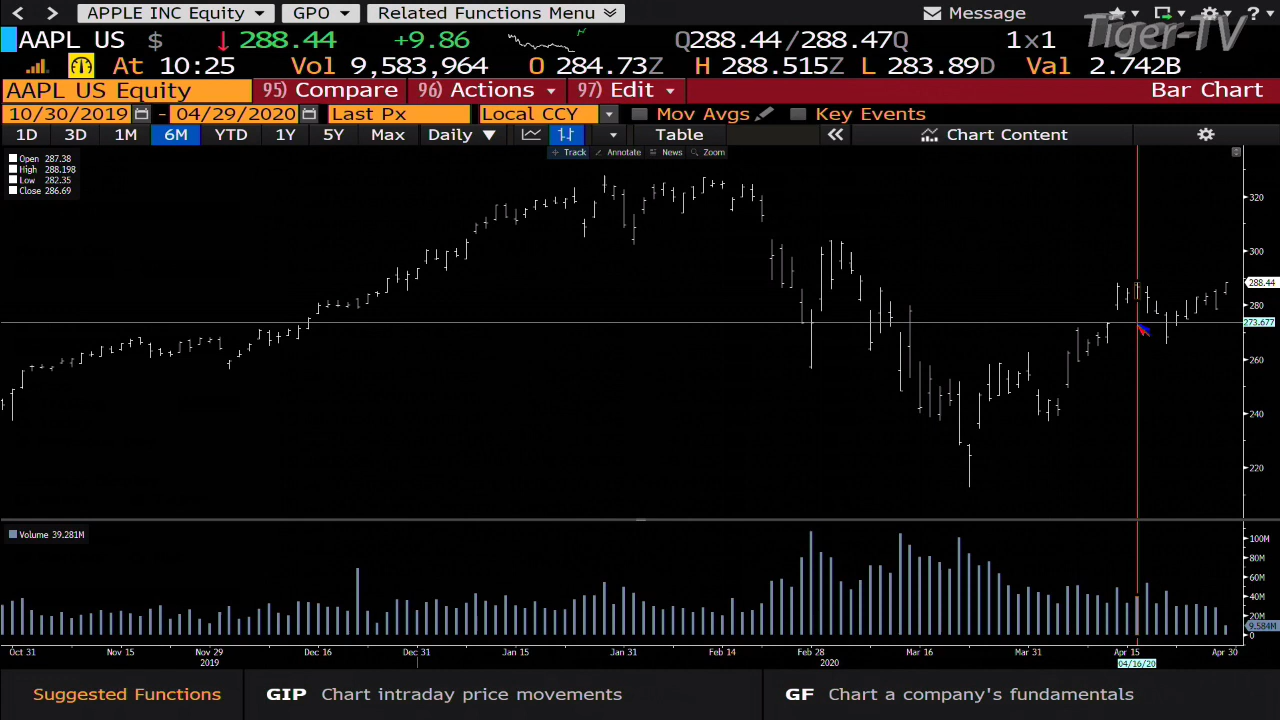 APPLE INC Equity GPO Related Functions Menu Message ?
AAPL US $ 288.44 +9.86 Q288.44/288.47Q 1x1 Tiger-TV
At 10:25 Vol 9,583,964 O 284.73Z H 288.515Z L 283.89D Val 2.742B
AAPL US Equity 95) Compare 96) Actions 97) Edit Bar Chart
10/30/2019 - 04/29/2020 Last Px Local CCY Mov Avgs Key Events
1D 3D 1M 6M YTD 1Y 5Y Max Daily Table Chart Content
Track Annotate News Zoom
Open 287.38
High 288.198
Low 282.35
Close 286.69
320
300
288.44
280
273.677
260
240
220
Volume 39.281M
100M
80M
60M
40M
20M
9.584M
0
Oct 31 Nov 15 Nov 29 Dec 16 Dec 31 Jan 15 Jan 31 Feb 14 Feb 28 Mar 16 Mar 31 Apr 15 Apr 30
2019 2020 04/16/20
Suggested Functions GIP Chart intraday price movements GF Chart a company's fundamentals